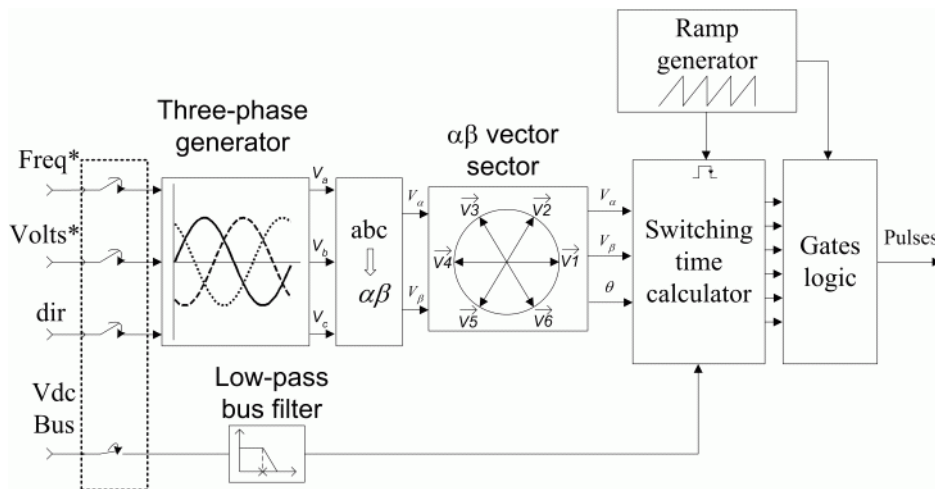 Ramp
generator
Three-phase
generator
αβ vector
sector
Freq*
Volts*
dir
Vdc
Bus
Va
Vb
Vc
abc
αβ
Vα
Vβ
V3
V2
V4
V1
V5
V6
Vα
Vβ
θ
Switching
time
calculator
Gates
logic
Pulses
Low-pass
bus filter